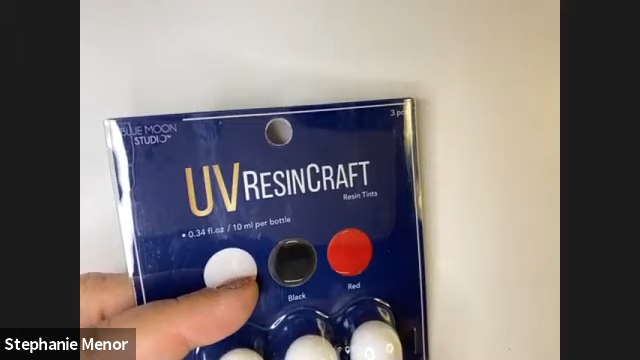 BLUE MOON
STUDIO™
3 pc
UV RESINCRAFT
Resin Tints
• 0.34 fl.oz / 10 ml per bottle
Black
Red
Stephanie Menor